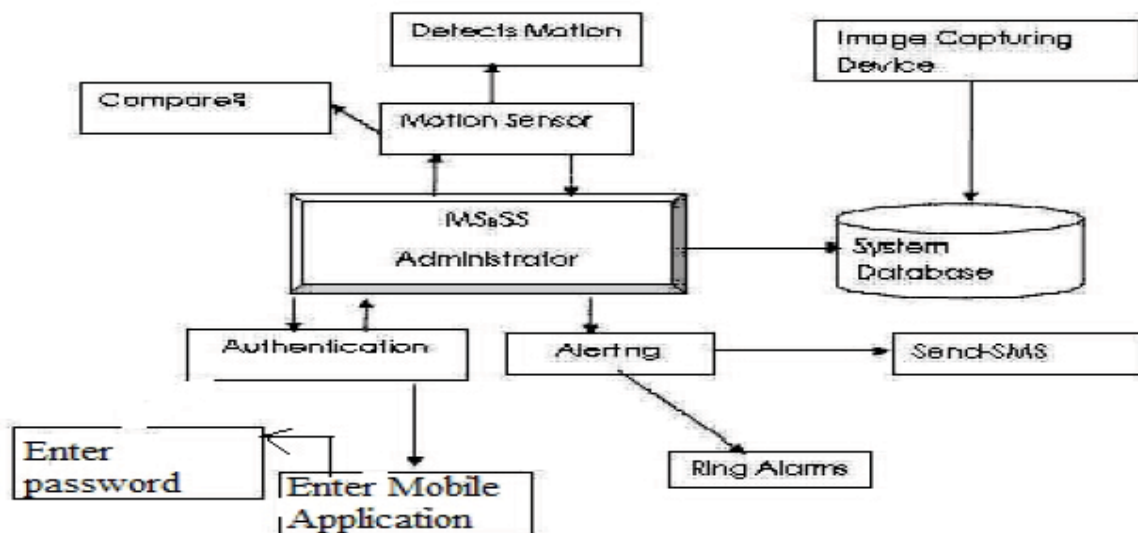 Detects Motion
Image Capturing
Device
Compares
Motion Sensor
MSBSS
Administrator
System
Database
Authentication
Alerting
Send-SMS
Enter
password
Enter Mobile
Application
Ring Alarms